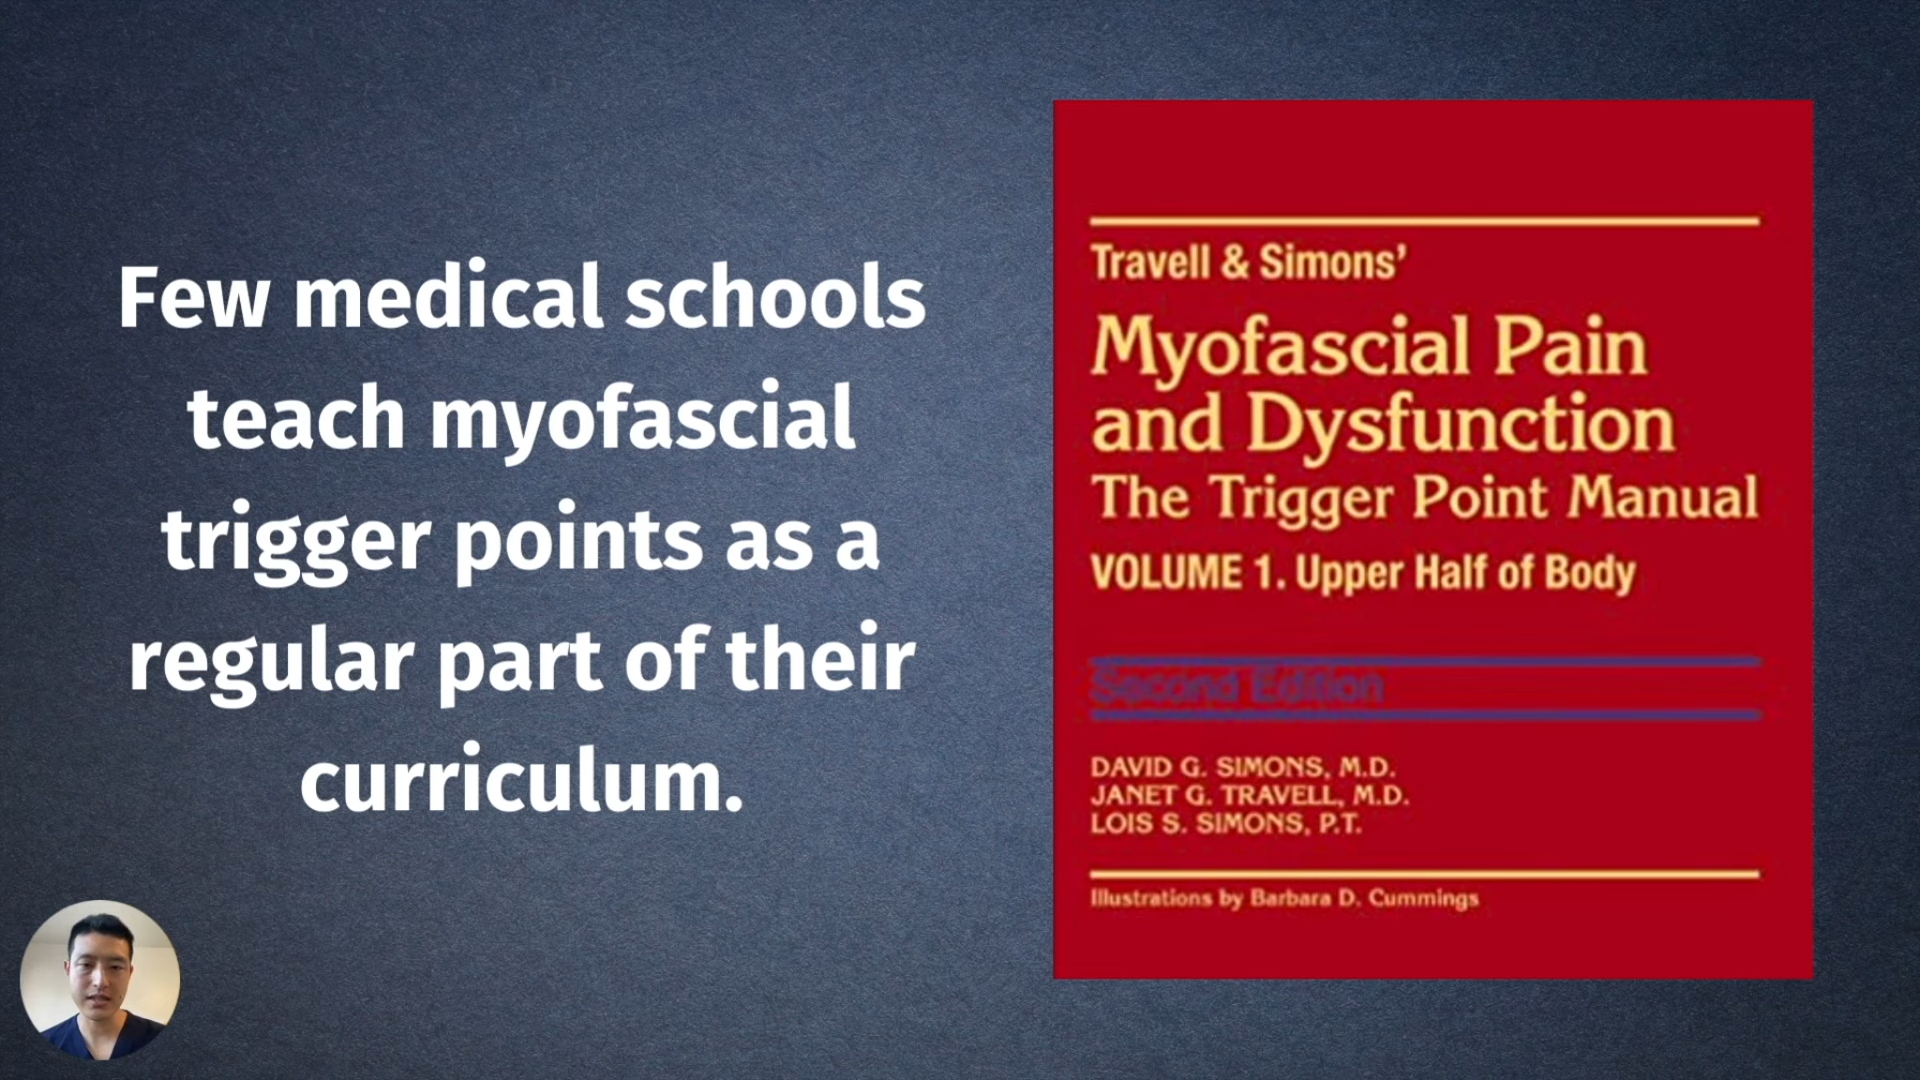 Few medical schools
teach myofascial
trigger points as a
regular part of their
curriculum.
Travell & Simons’
Myofascial Pain
and Dysfunction
The Trigger Point Manual
VOLUME 1. Upper Half of Body
Second Edition
DAVID G. SIMONS, M.D.
JANET G. TRAVELL, M.D.
LOIS S. SIMONS, P.T.
Illustrations by Barbara D. Cummings